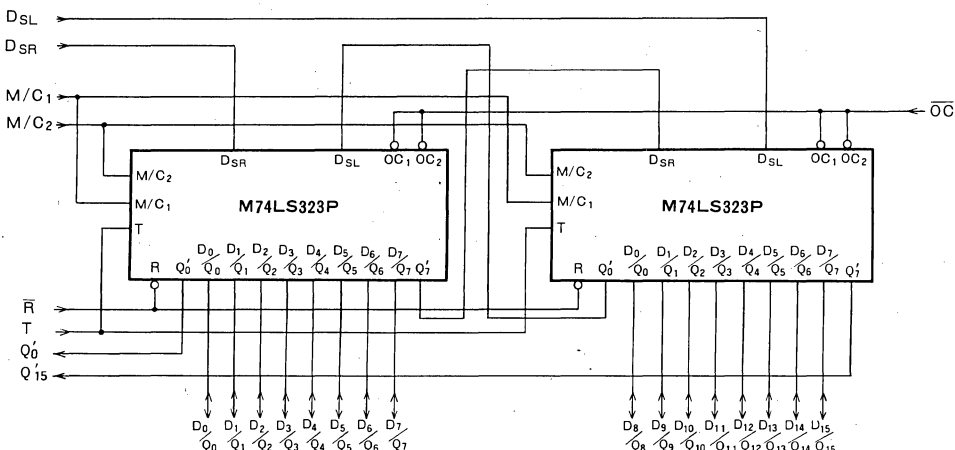 DSL
DSR
M/C1
M/C2
OC
DSR DSL OC1 OC2
M/C2
M/C1
T
M74LS323P
R Q0' D0/Q0 D1/Q1 D2/Q2 D3/Q3 D4/Q4 D5/Q5 D6/Q6 D7/Q7 Q7'
DSR DSL OC1 OC2
M/C2
M/C1
T
M74LS323P
R Q0' D0/Q0 D1/Q1 D2/Q2 D3/Q3 D4/Q4 D5/Q5 D6/Q6 D7/Q7 Q7'
R
T
Q0'
Q'15
D0/Q0 D1/Q1 D2/Q2 D3/Q3 D4/Q4 D5/Q5 D6/Q6 D7/Q7
D8/Q8 D9/Q9 D10/Q10 D11/Q11 D12/Q12 D13/Q13 D14/Q14 D15/Q15